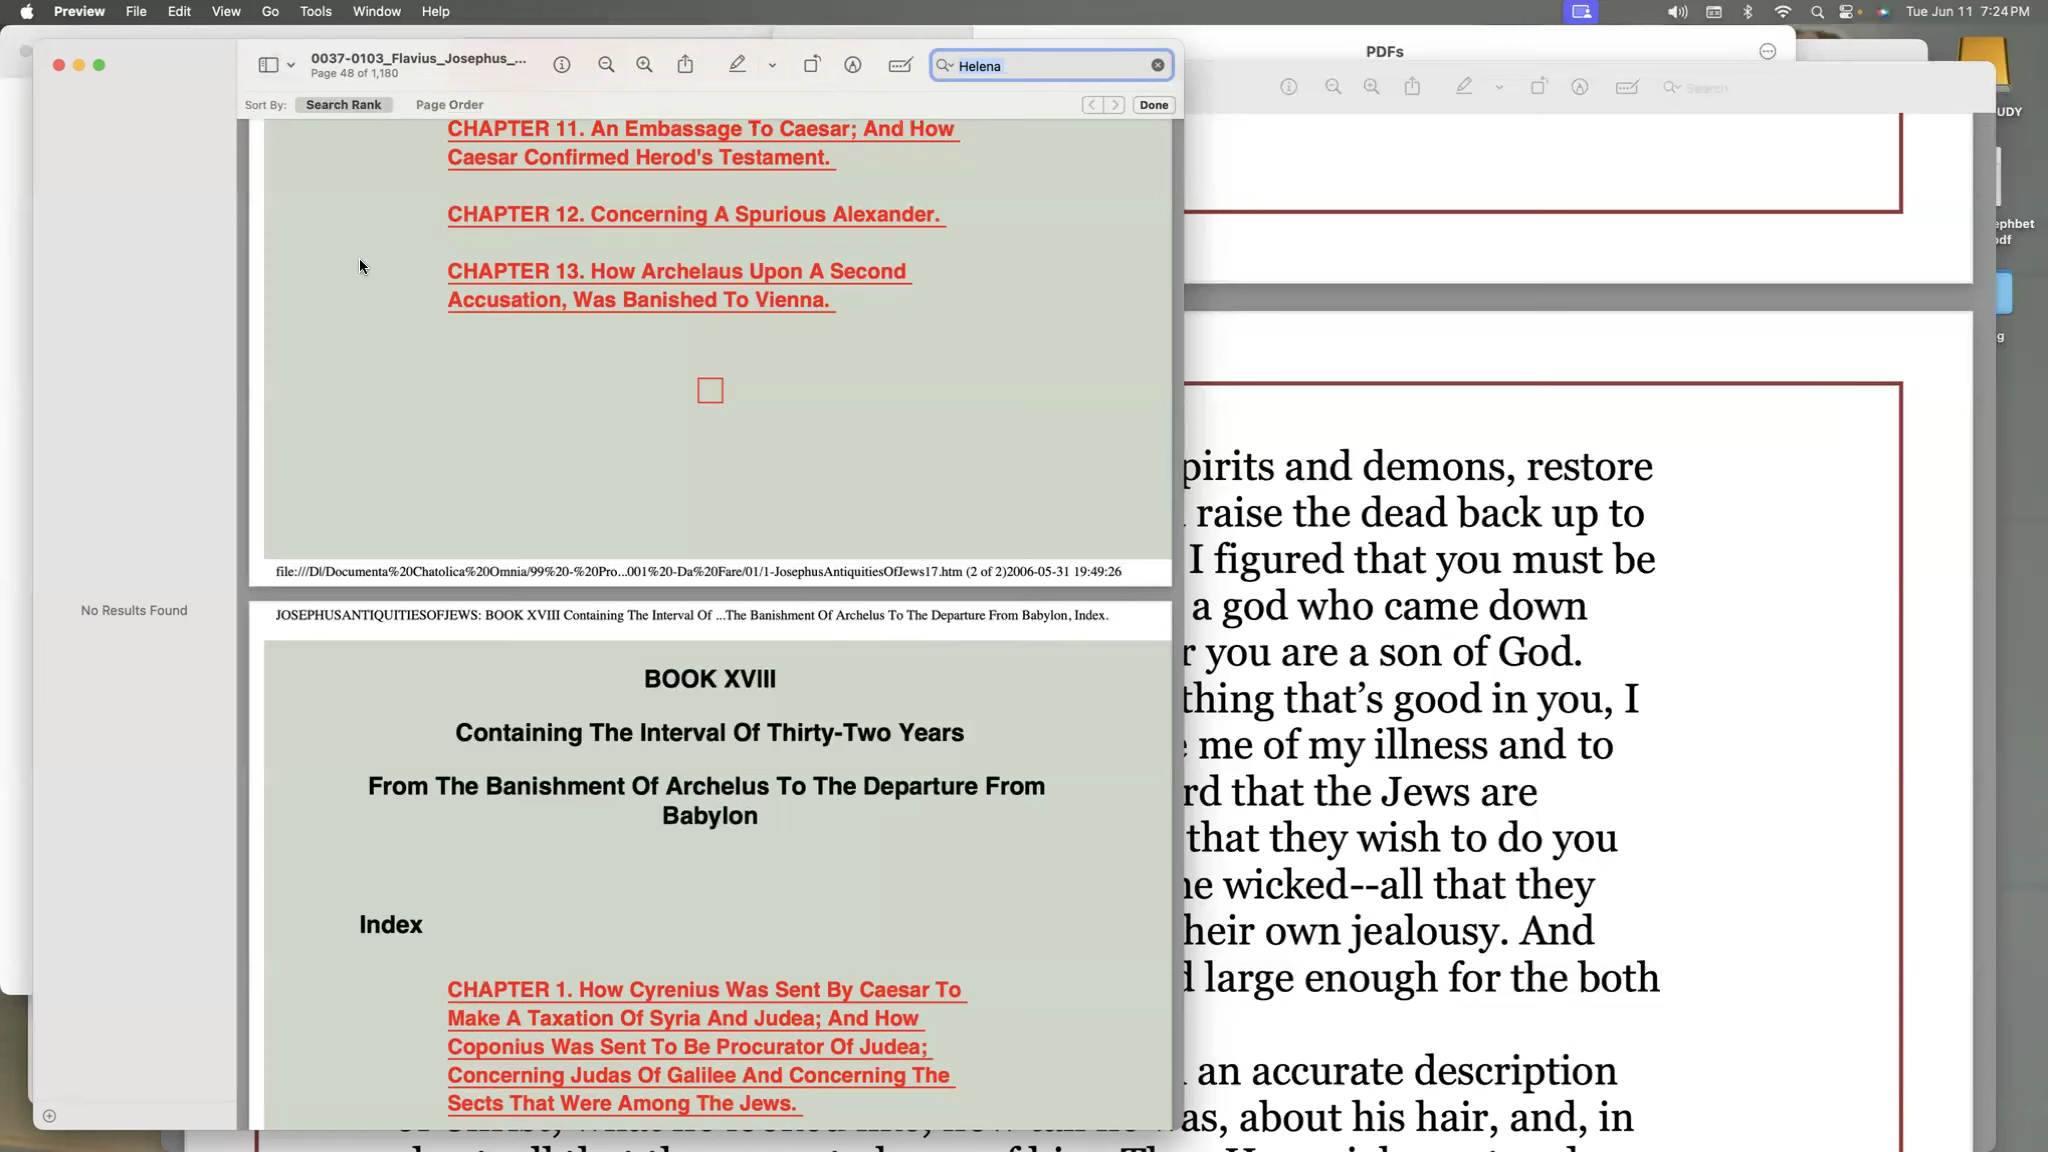 Preview File Edit View Go Tools Window Help
Tue Jun 11 7:24 PM
0037-0103_Flavius_Josephus_...
Page 48 of 1,180
Helena
Sort By: Search Rank Page Order
Done
No Results Found
CHAPTER 11. An Embassage To Caesar; And How
Caesar Confirmed Herod's Testament.
CHAPTER 12. Concerning A Spurious Alexander.
CHAPTER 13. How Archelaus Upon A Second
Accusation, Was Banished To Vienna.
file:///D|/Documenta%20Chatolica%20Omnia/99%20-%20Pro...001%20-Da%20Fare/01/1-JosephusAntiquitiesOfJews17.htm (2 of 2)2006-05-31 19:49:26
JOSEPHUSANTIQUITIESOFJEWS: BOOK XVIII Containing The Interval Of ...The Banishment Of Archelus To The Departure From Babylon, Index.
BOOK XVIII
Containing The Interval Of Thirty-Two Years
From The Banishment Of Archelus To The Departure From
Babylon
Index
CHAPTER 1. How Cyrenius Was Sent By Caesar To
Make A Taxation Of Syria And Judea; And How
Coponius Was Sent To Be Procurator Of Judea;
Concerning Judas Of Galilee And Concerning The
Sects That Were Among The Jews.
PDFs
Search
UDY
ephbet
pdf
g
pirits and demons, restore
raise the dead back up to
I figured that you must be
a god who came down
r you are a son of God.
thing that's good in you, I
e me of my illness and to
rd that the Jews are
that they wish to do you
ne wicked--all that they
heir own jealousy. And
d large enough for the both
an accurate description
as, about his hair, and, in